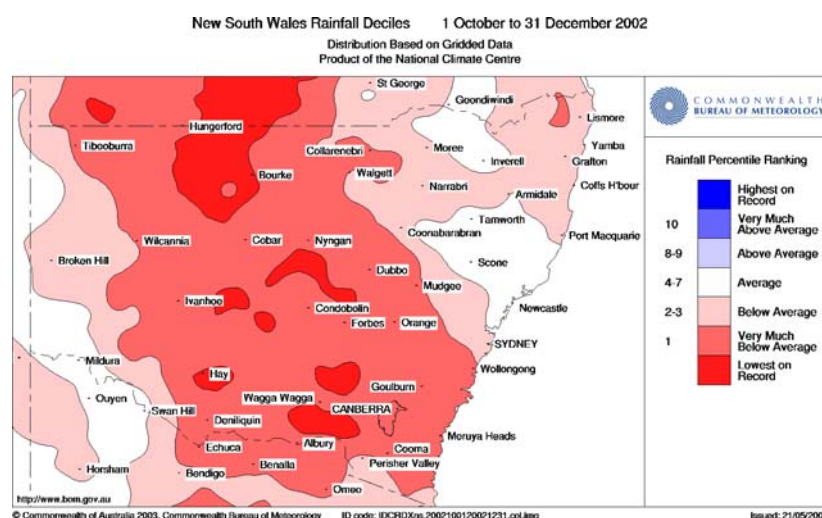 New South Wales Rainfall Deciles 1 October to 31 December 2002
Distribution Based on Gridded Data
Product of the National Climate Centre
COMMONWEALTH
BUREAU OF METEOROLOGY
Rainfall Percentile Ranking
Highest on
Record
10 Very Much
Above Average
8-9 Above Average
4-7 Average
2-3 Below Average
1 Very Much
Below Average
Lowest on
Record
St George
Goondiwindi
Lismore
Hungerford
Tibooburra
Collarenebri
Moree
Yamba
Inverell
Grafton
Bourke
Walgett
Narrabri
Armidale
Coffs H'bour
Tamworth
Coonabarabran
Port Macquarie
Wilcannia
Cobar
Nyngan
Broken Hill
Scone
Dubbo
Mudgee
Ivanhoe
Condobolin
Newcastle
Forbes
Orange
SYDNEY
Mildura
Hay
Wollongong
Goulburn
Ouyen
Wagga Wagga
CANBERRA
Swan Hill
Deniliquin
Moruya Heads
Echuca
Albury
Cooma
Horsham
Bendigo
Benalla
Perisher Valley
Omeo
http://www.bom.gov.au
© Commonwealth of Australia 2003, Commonwealth Bureau of Meteorology ID code: IDCRDXns.2002100120021231.col.img Issued: 21/05/200